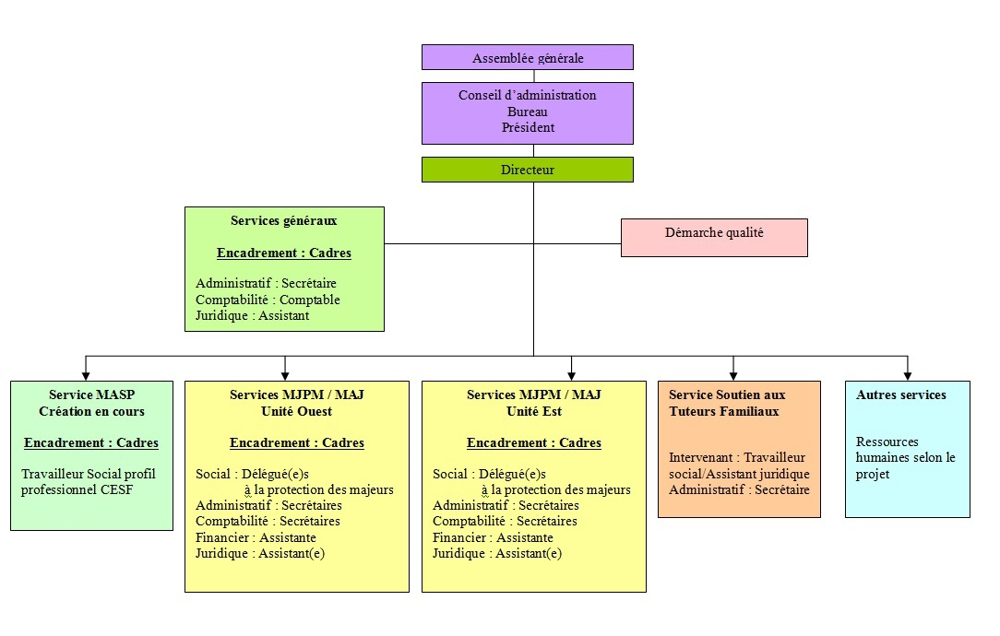 Assemblée générale
Conseil d’administration
Bureau
Président
Directeur
Services généraux
Encadrement : Cadres
Administratif : Secrétaire
Comptabilité : Comptable
Juridique : Assistant
Démarche qualité
Service MASP
Création en cours
Encadrement : Cadres
Travailleur Social profil
professionnel CESF
Services MJPM / MAJ
Unité Ouest
Encadrement : Cadres
Social : Délégué(e)s
à la protection des majeurs
Administratif : Secrétaires
Comptabilité : Secrétaires
Financier : Assistante
Juridique : Assistant(e)
Services MJPM / MAJ
Unité Est
Encadrement : Cadres
Social : Délégué(e)s
à la protection des majeurs
Administratif : Secrétaires
Comptabilité : Secrétaires
Financier : Assistante
Juridique : Assistant(e)
Service Soutien aux
Tuteurs Familiaux
Intervenant : Travailleur
social/Assistant juridique
Administratif : Secrétaire
Autres services
Ressources
humaines selon le
projet